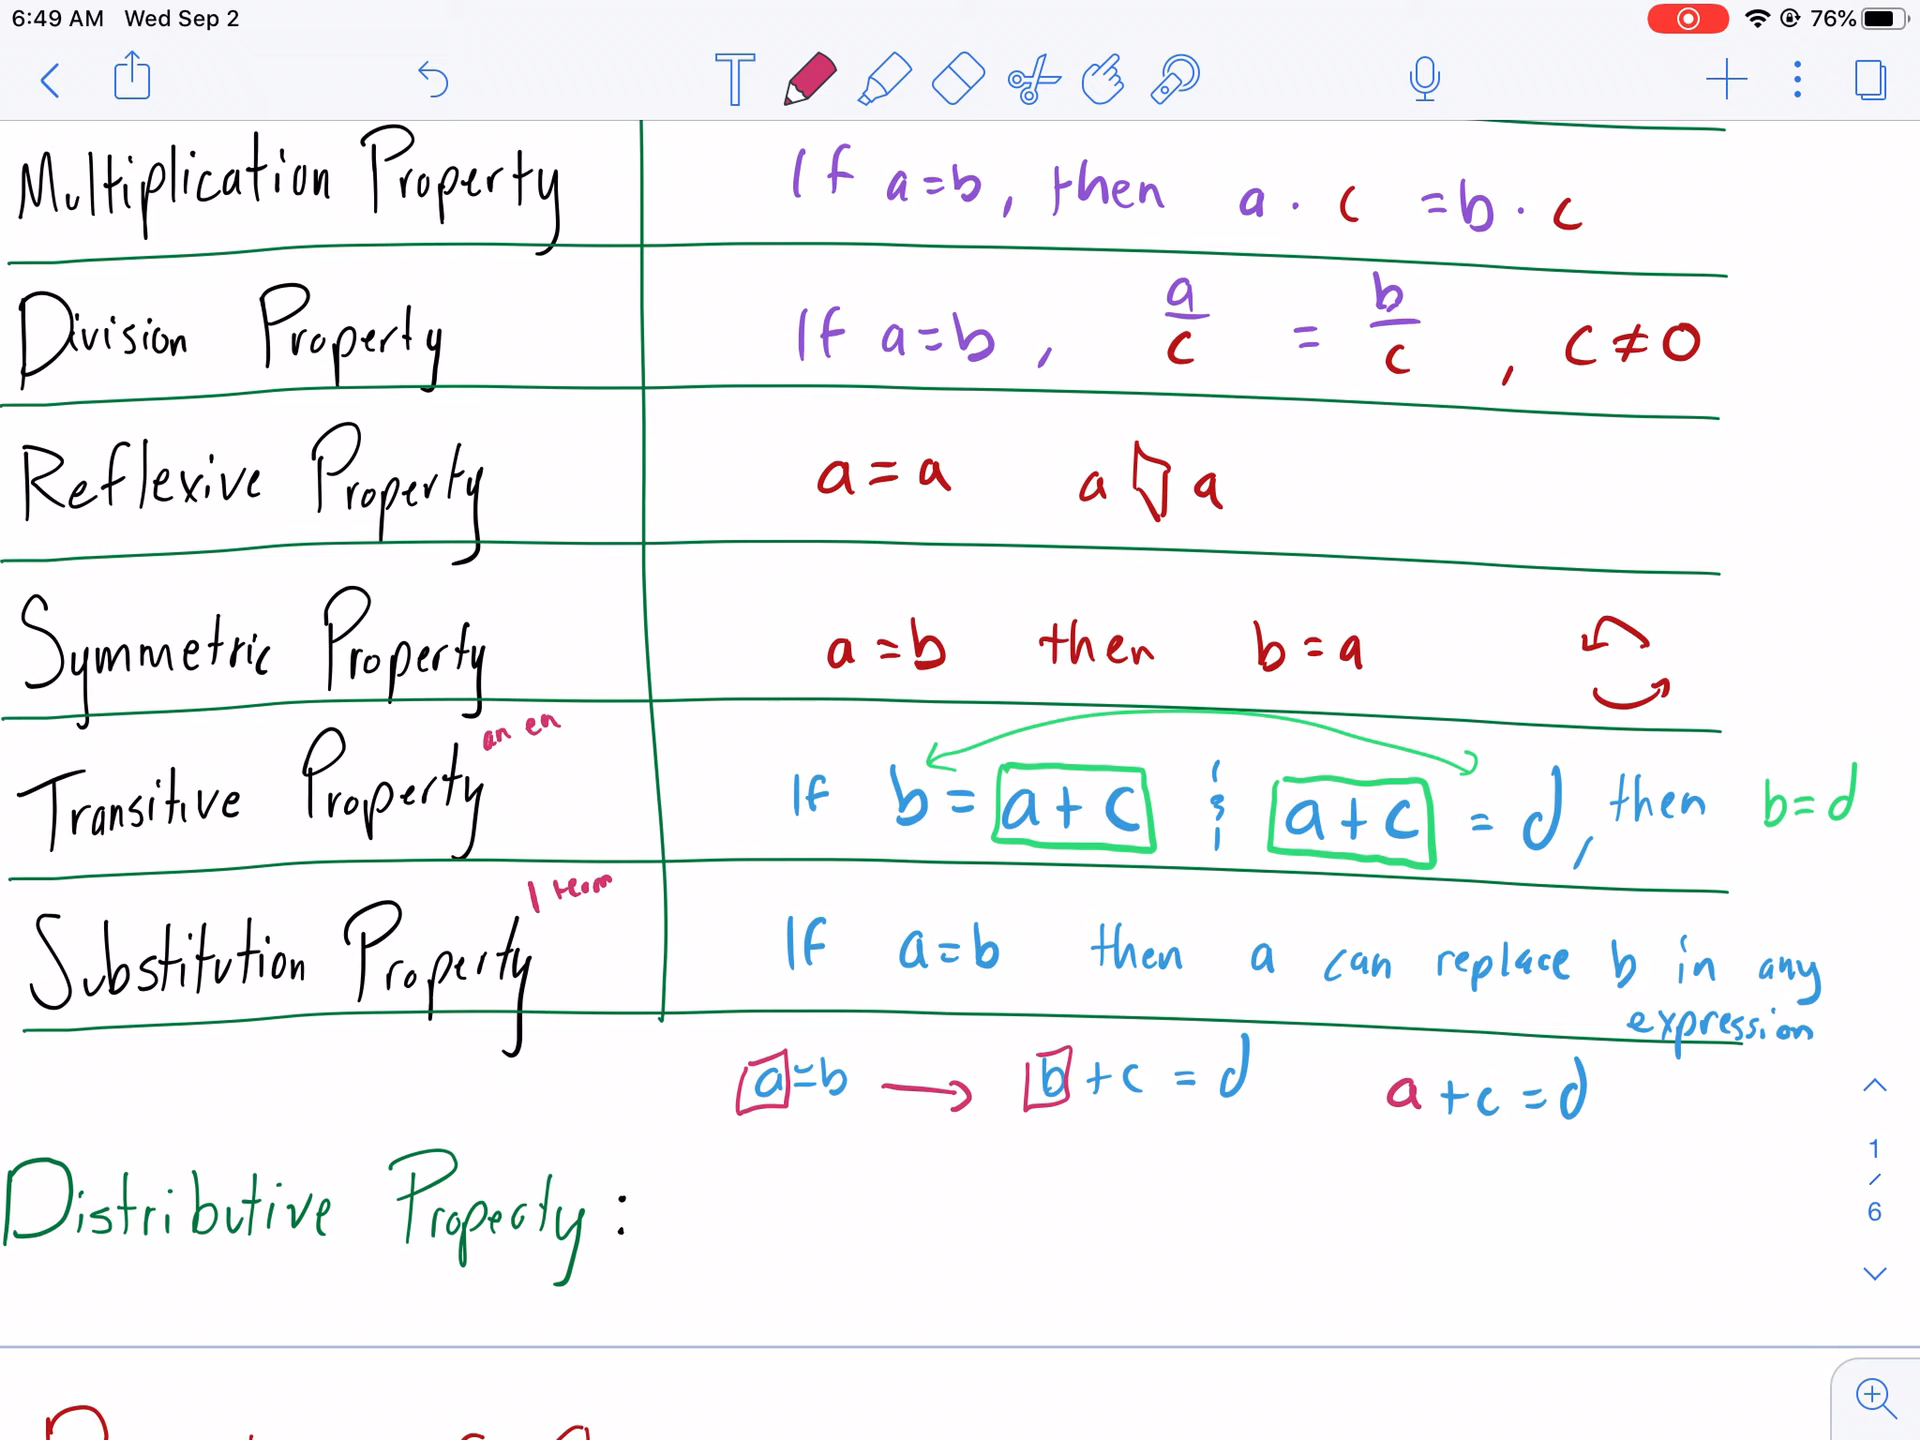 6:49 AM Wed Sep 2 76%
Multiplication Property If a=b, then a · c = b · c
Division Property If a=b, a/c = b/c, c≠0
Reflexive Property a=a a a
Symmetric Property a=b then b=a
an en
Transitive Property If b = a+c & a+c = d, then b=d
1 term
Substitution Property If a=b then a can replace b in any
expression
a=b → b+c = d a+c=d
Distributive Property:
1
/
6